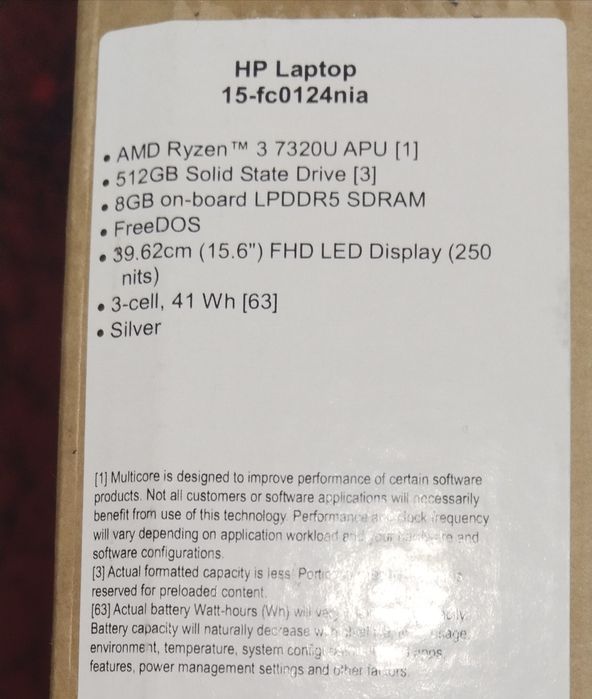 HP Laptop
15-fc0124nia
• AMD Ryzen™ 3 7320U APU [1]
• 512GB Solid State Drive [3]
• 8GB on-board LPDDR5 SDRAM
• FreeDOS
• 39.62cm (15.6") FHD LED Display (250
nits)
• 3-cell, 41 Wh [63]
• Silver
[1] Multicore is designed to improve performance of certain software
products. Not all customers or software applications will necessarily
benefit from use of this technology. Performance and clock frequency
will vary depending on application workload and your hardware and
software configurations.
[3] Actual formatted capacity is less. is
reserved for preloaded content.
[63] Actual battery Watt-hours (Wh) will
Battery capacity will naturally decrease usage,
environment, temperature, system apps,
features, power management settings and other factors.